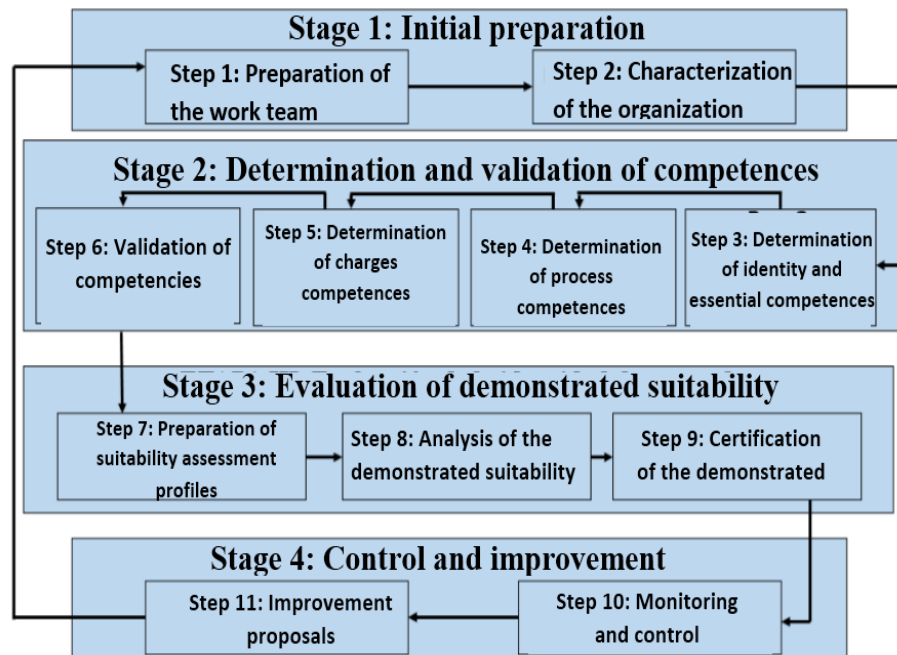 Stage 1: Initial preparation
Step 1: Preparation of
the work team
Step 2: Characterization
of the organization
Stage 2: Determination and validation of competences
Step 6: Validation of
competencies
Step 5: Determination
of charges
competences
Step 4: Determination
of process
competences
Step 3: Determination
of identity and
essential competences
Stage 3: Evaluation of demonstrated suitability
Step 7: Preparation of
suitability assessment
profiles
Step 8: Analysis of the
demonstrated suitability
Step 9: Certification
of the demonstrated
Stage 4: Control and improvement
Step 11: Improvement
proposals
Step 10: Monitoring
and control